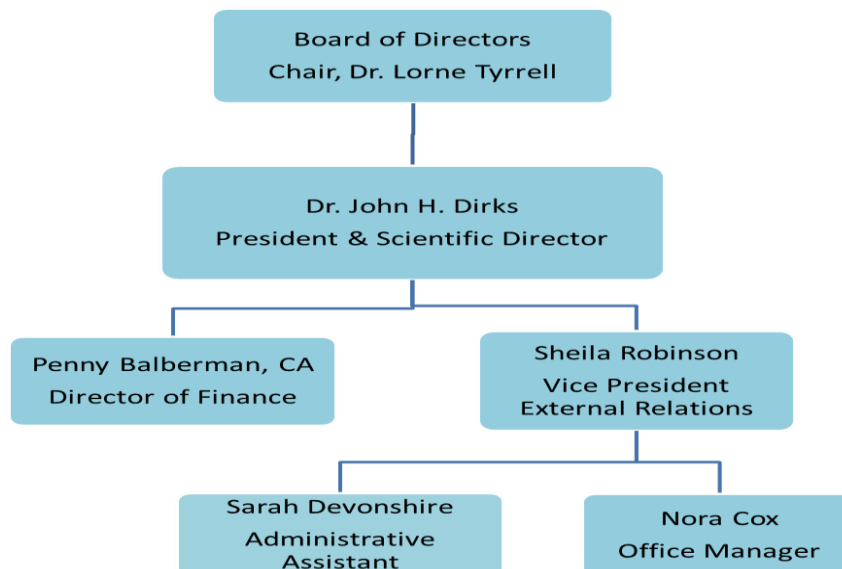 Board of Directors
Chair, Dr. Lorne Tyrrell
Dr. John H. Dirks
President & Scientific Director
Penny Balberman, CA
Director of Finance
Sheila Robinson
Vice President
External Relations
Sarah Devonshire
Administrative
Assistant
Nora Cox
Office Manager